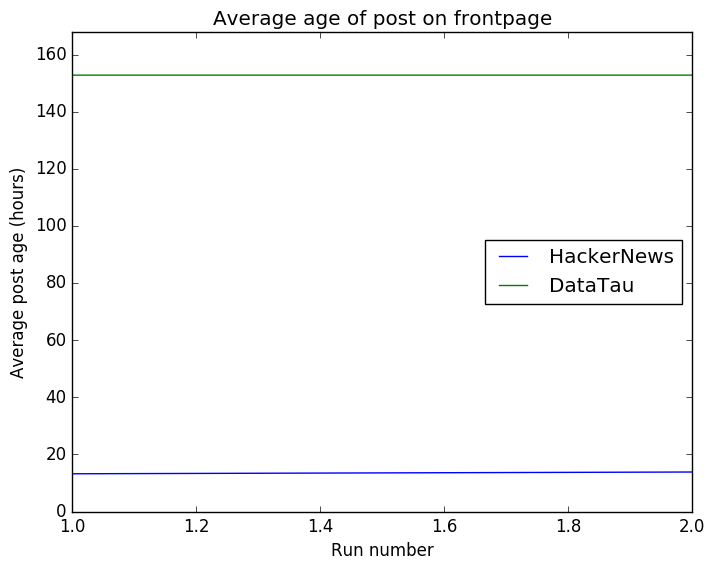 Average age of post on frontpage
Average post age (hours)
160
140
120
100
80
60
40
20
0
HackerNews
DataTau
1.0 1.2 1.4 1.6 1.8 2.0
Run number